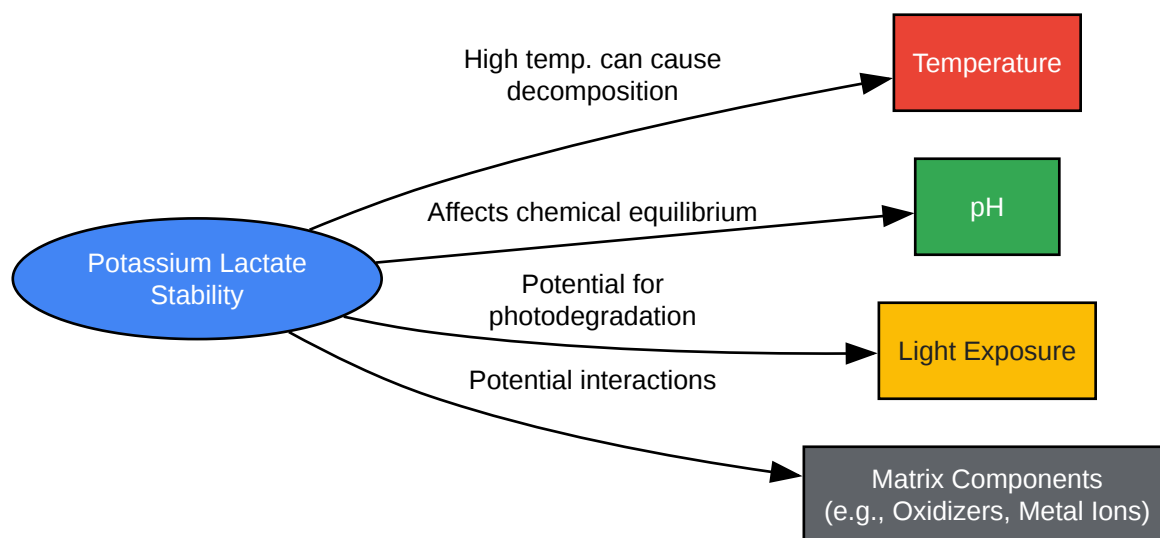 High temp. can cause
decomposition
Temperature
Affects chemical equilibrium
pH
Potassium Lactate
Stability
Potential for
photodegradation
Light Exposure
Potential interactions
Matrix Components
(e.g., Oxidizers, Metal Ions)